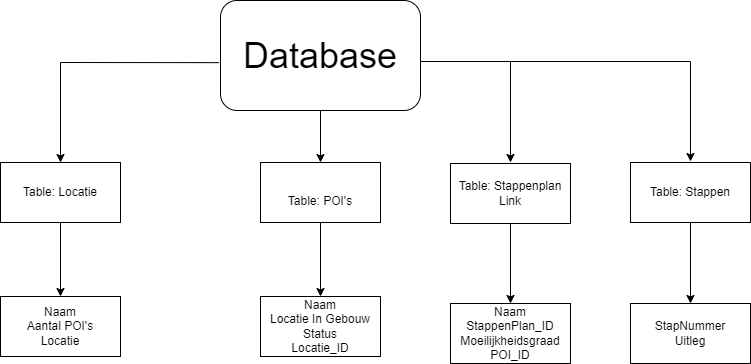 Database
Table: Locatie
Table: POI's
Table: Stappenplan
Link
Table: Stappen
Naam
Aantal POI's
Locatie
Naam
Locatie In Gebouw
Status
Locatie_ID
Naam
StappenPlan_ID
Moeilijkheidsgraad
POI_ID
StapNummer
Uitleg